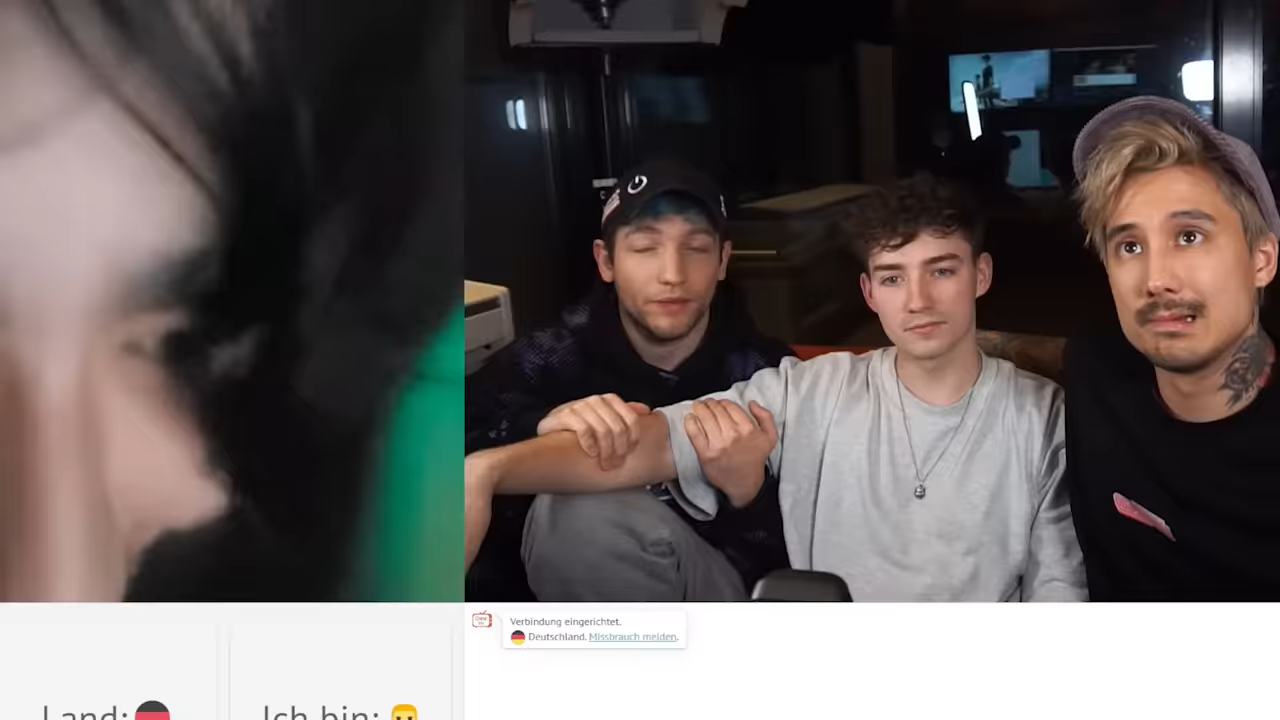 Verbindung eingerichtet.
Deutschland. Missbrauch melden.
Land:
Ich bin: